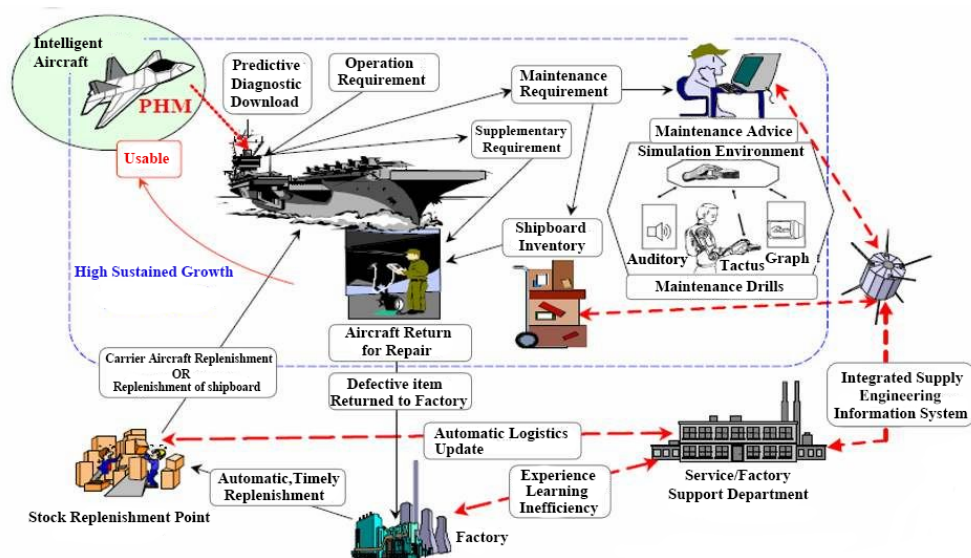 Intelligent
Aircraft
PHM
Usable
Predictive
Diagnostic
Download
Operation
Requirement
Maintenance
Requirement
Supplementary
Requirement
Shipboard
Inventory
Maintenance Advice
Simulation Environment
Auditory
Tactus
Graph
Maintenance Drills
High Sustained Growth
Aircraft Return
for Repair
Carrier Aircraft Replenishment
OR
Replenishment of shipboard
Defective item
Returned to Factory
Integrated Supply
Engineering
Information System
Automatic Logistics
Update
Automatic,Timely
Replenishment
Experience
Learning
Inefficiency
Service/Factory
Support Department
Stock Replenishment Point
Factory